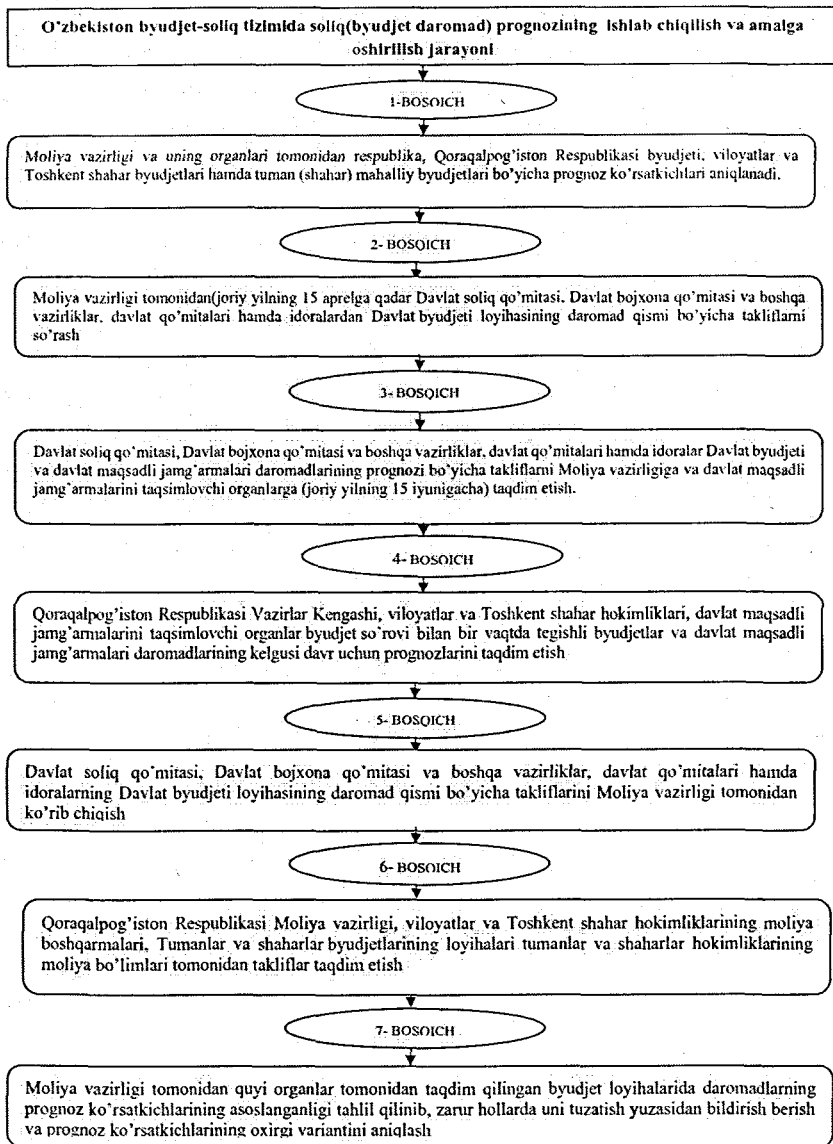 O'zbekiston byudjet-soliq tizimida soliq(byudjet daromad) prognozining ishlab chiqilish va amalga
oshirilish jarayoni
1-BOSQICH
Moliya vazirligi va uning organlari tomonidan respublika, Qoraqalpog'iston Respublikasi byudjeti, viloyatlar va
Toshkent shahar byudjetlari hamda tuman (shahar) mahalliy byudjetlari bo'yicha prognoz ko'rsatkichlari aniqlanadi.
2- BOSQICH
Moliya vazirligi tomonidan(joriy yilning 15 aprelga qadar Davlat soliq qo'mitasi, Davlat bojxona qo'mitasi va boshqa
vazirliklar, davlat qo'mitalari hamda idoralardan Davlat byudjeti loyihasining daromad qismi bo'yicha takliflarni
so'rash
3- BOSQICH
Davlat soliq qo'mitasi, Davlat bojxona qo'mitasi va boshqa vazirliklar, davlat qo'mitalari hamda idoralar Davlat byudjeti
va davlat maqsadli jamg'armalari daromadlarining prognozi bo'yicha takliflarni Moliya vazirligiga va davlat maqsadli
jamg'armalarini taqsimlovchi organlarga (joriy yilning 15 iyunigacha) taqdim etish.
4- BOSQICH
Qoraqalpog'iston Respublikasi Vazirlar Kengashi, viloyatlar va Toshkent shahar hokimliklari, davlat maqsadli
jamg'armalarini taqsimlovchi organlar byudjet so'rovi bilan bir vaqtda tegishli byudjetlar va davlat maqsadli
jamg'armalari daromadlarining kelgusi davr uchun prognozlarini taqdim etish
5- BOSQICH
Davlat soliq qo'mitasi, Davlat bojxona qo'mitasi va boshqa vazirliklar, davlat qo'mitalari hamda
idoralarning Davlat byudjeti loyihasining daromad qismi bo'yicha takliflarini Moliya vazirligi tomonidan
ko'rib chiqish
6- BOSQICH
Qoraqalpog'iston Respublikasi Moliya vazirligi, viloyatlar va Toshkent shahar hokimliklarining moliya
boshqarmalari, Tumanlar va shaharlar byudjetlarining loyihalari tumanlar va shaharlar hokimliklarining
moliya bo'limlari tomonidan takliflar taqdim etish
7- BOSQICH
Moliya vazirligi tomonidan quyi organlar tomonidan taqdim qilingan byudjet loyihalarida daromadlarning
prognoz ko'rsatkichlarining asoslanganligi tahlil qilinib, zarur hollarda uni tuzatish yuzasidan bildirish berish
va prognoz ko'rsatkichlarining oxirgi variantini aniqlash